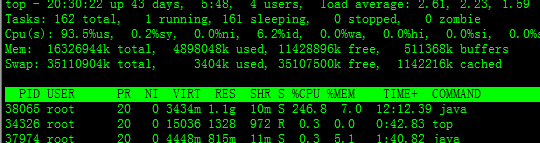 top - 20:30:22 up 43 days, 5:48, 4 users, load average: 2.61, 2.23, 1.59
Tasks: 162 total, 1 running, 161 sleeping, 0 stopped, 0 zombie
Cpu(s): 93.5%us, 0.2%sy, 0.0%ni, 6.2%id, 0.0%wa, 0.0%hi, 0.0%si, 0.0%
Mem: 16326944k total, 4898048k used, 11428896k free, 511368k buffers
Swap: 35110904k total, 3404k used, 35107500k free, 1142216k cached
PID USER PR NI VIRT RES SHR S %CPU %MEM TIME+ COMMAND
38065 root 20 0 3434m 1.1g 10m S 246.8 7.0 12:12.39 java
34326 root 20 0 15036 1328 972 R 0.3 0.0 0:42.83 top
37974 root 20 0 4448m 815m 11m S 0.3 5.1 1:40.82 java